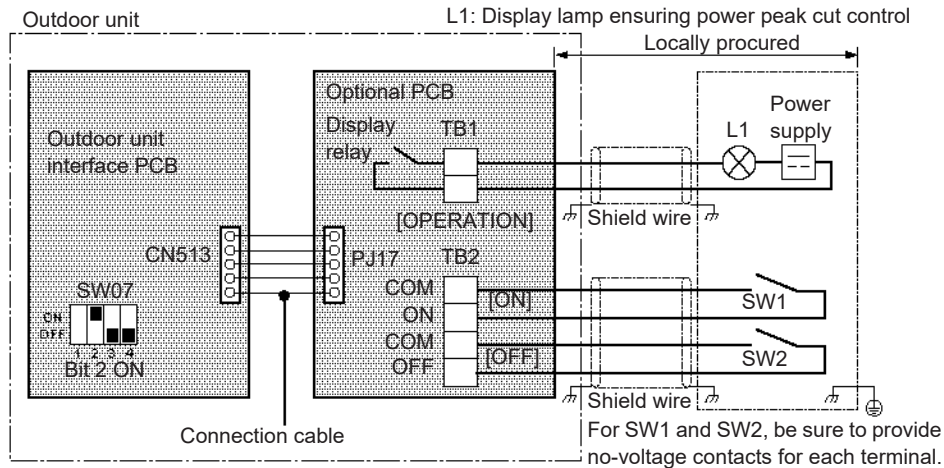 Outdoor unit
L1: Display lamp ensuring power peak cut control
Locally procured
Optional PCB
Display
relay
TB1
Power
supply
L1
Outdoor unit
interface PCB
[OPERATION]
Shield wire
CN513
PJ17
TB2
SW07
ON
OFF
1 2 3 4
Bit 2 ON
COM
ON
COM
OFF
[ON]
[OFF]
SW1
SW2
Shield wire
Connection cable
For SW1 and SW2, be sure to provide
no-voltage contacts for each terminal.